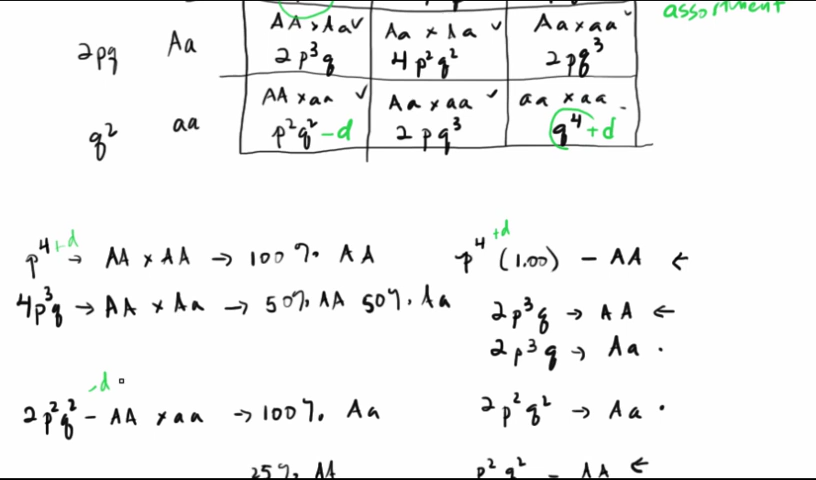 assortment
AA × Aa ✓ Aa × Aa ✓ Aa × aa ✓
2pq Aa 2p³q 4p²q² 2pq³
AA × aa ✓ Aa × aa ✓ aa × aa
q² aa p²q² - d 2pq³ q⁴ + d
p⁴ + d → AA × AA → 100% AA p⁴ + d (1.00) - AA ←
4p³q → AA × Aa → 50% AA 50% Aa 2p³q → AA ←
2p³q → Aa .
2p²q² - d - AA × aa → 100% Aa 2p²q² → Aa .
25% AA p²q² - AA ←